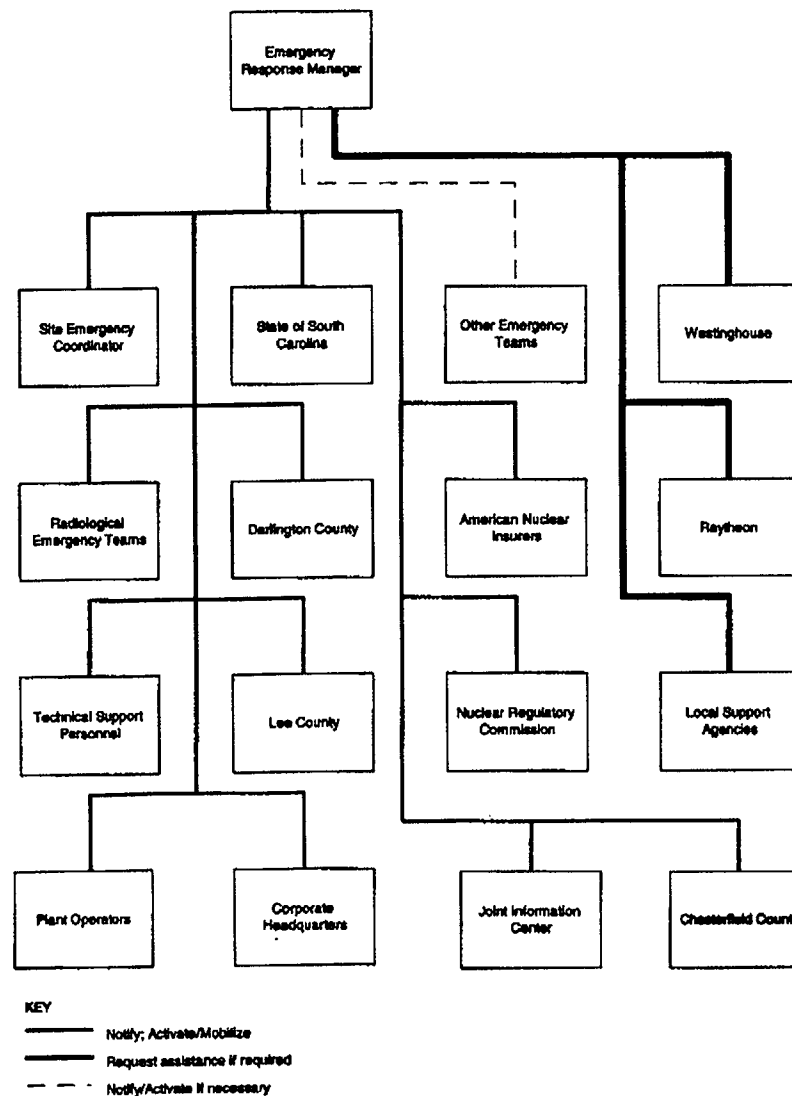 Emergency
Response Manager
Site Emergency
Coordinator
State of South
Carolina
Other Emergency
Teams
Westinghouse
Radiological
Emergency Teams
Darlington County
American Nuclear
Insurers
Raytheon
Technical Support
Personnel
Lee County
Nuclear Regulatory
Commission
Local Support
Agencies
Plant Operators
Corporate
Headquarters
Joint Information
Center
Chesterfield Count
KEY
Notify; Activate/Mobilize
Request assistance if required
Notify/Activate if necessary